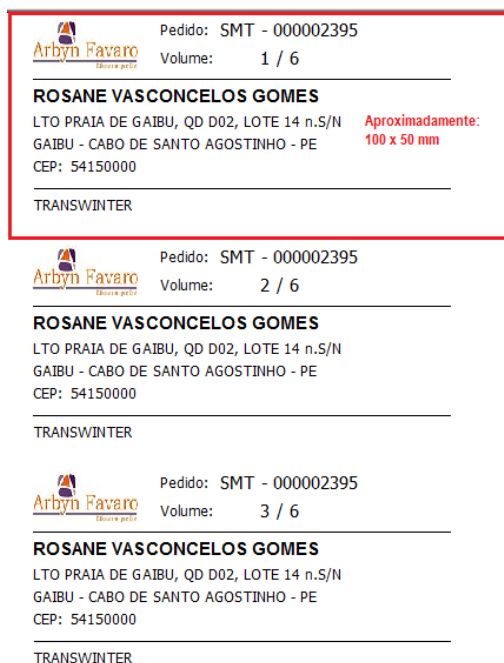 Arbyn Favaro
Pedido: SMT - 000002395
Volume: 1 / 6
ROSANE VASCONCELOS GOMES
LTO PRAIA DE GAIBU, QD D02, LOTE 14 n.S/N
GAIBU - CABO DE SANTO AGOSTINHO - PE
CEP: 54150000
Aproximadamente:
100 x 50 mm
TRANSWINTER
Arbyn Favaro
Pedido: SMT - 000002395
Volume: 2 / 6
ROSANE VASCONCELOS GOMES
LTO PRAIA DE GAIBU, QD D02, LOTE 14 n.S/N
GAIBU - CABO DE SANTO AGOSTINHO - PE
CEP: 54150000
TRANSWINTER
Arbyn Favaro
Pedido: SMT - 000002395
Volume: 3 / 6
ROSANE VASCONCELOS GOMES
LTO PRAIA DE GAIBU, QD D02, LOTE 14 n.S/N
GAIBU - CABO DE SANTO AGOSTINHO - PE
CEP: 54150000
TRANSWINTER